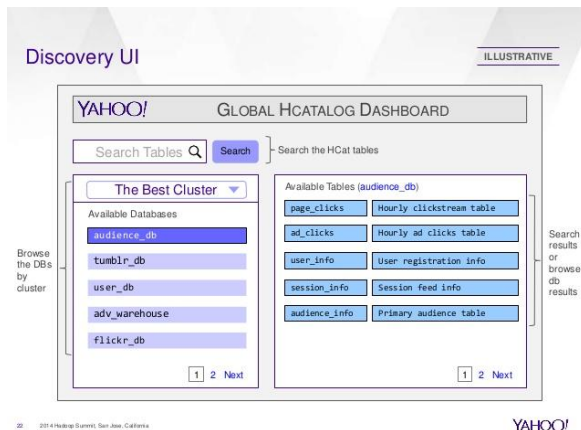 Discovery UI
ILLUSTRATIVE
YAHOO! GLOBAL HCATALOG DASHBOARD
Search Tables Search
Search the HCat tables
The Best Cluster
Available Databases
audience_db
tumblr_db
user_db
adv_warehouse
flickr_db
1 2 Next
Browse
the DBs
by
cluster
Available Tables (audience_db)
page_clicks Hourly clickstream table
ad_clicks Hourly ad clicks table
user_info User registration info
session_info Session feed info
audience_info Primary audience table
1 2 Next
Search
results
or
browse
db
results
22 2014 Hadoop Summit, San Jose, California
YAHOO!